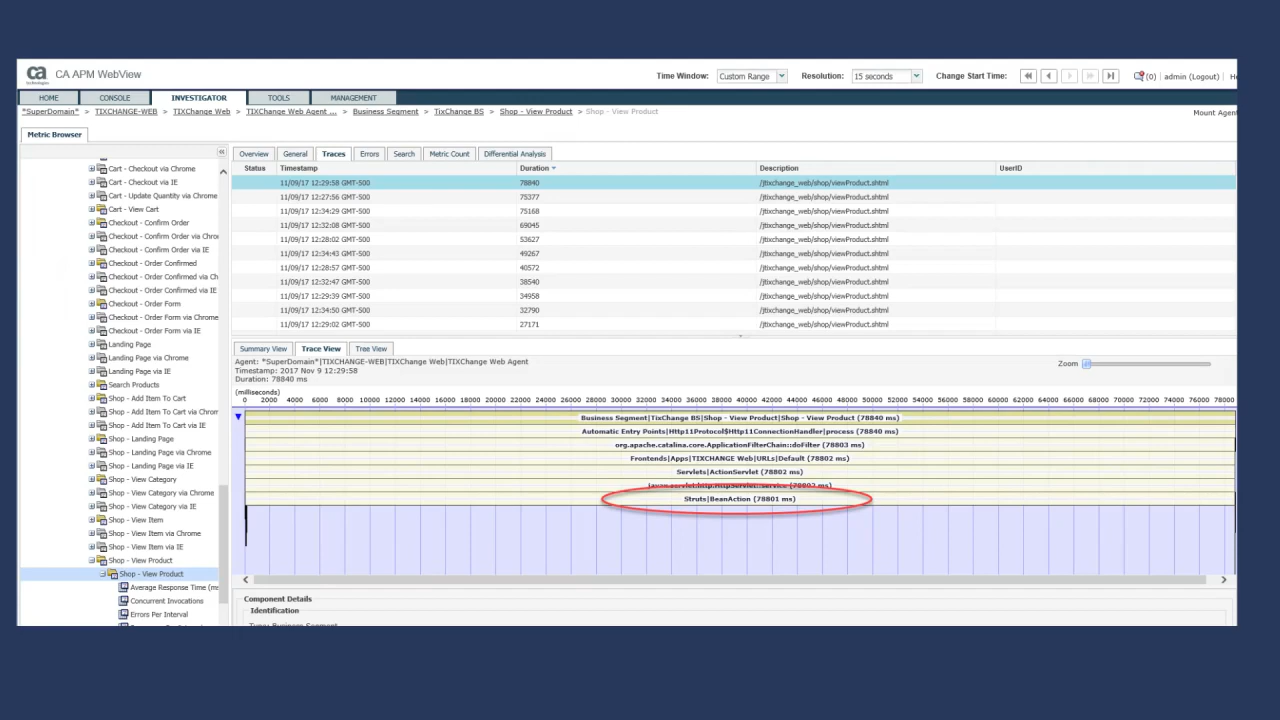 ca
technologies
CA APM WebView
Time Window: Custom Range Resolution: 15 seconds Change Start Time: (0) admin (Logout)
HOME CONSOLE INVESTIGATOR TOOLS MANAGEMENT
*SuperDomain* > TIXCHANGE-WEB > TIXChange Web > TIXChange Web Agent ... > Business Segment > TixChange BS > Shop - View Product > Shop - View Product
Mount Agent
Metric Browser
Cart - Checkout via Chrome
Cart - Checkout via IE
Cart - Update Quantity via Chrome
Cart - View Cart
Checkout - Confirm Order
Checkout - Confirm Order via Chro
Checkout - Confirm Order via IE
Checkout - Order Confirmed
Checkout - Order Confirmed via Ch
Checkout - Order Confirmed via IE
Checkout - Order Form
Checkout - Order Form via Chrome
Checkout - Order Form via IE
Landing Page
Landing Page via Chrome
Landing Page via IE
Search Products
Shop - Add Item To Cart
Shop - Add Item To Cart via Chrom
Shop - Add Item To Cart via IE
Shop - Landing Page
Shop - Landing Page via Chrome
Shop - Landing Page via IE
Shop - View Category
Shop - View Category via Chrome
Shop - View Category via IE
Shop - View Item
Shop - View Item via Chrome
Shop - View Item via IE
Shop - View Product
Shop - View Product
Average Response Time (ms
Concurrent Invocations
Errors Per Interval
Overview General Traces Errors Search Metric Count Differential Analysis
Status Timestamp Duration Description UserID
11/09/17 12:29:58 GMT-500 78840 /jtixchange_web/shop/viewProduct.shtml
11/09/17 12:27:56 GMT-500 75377 /jtixchange_web/shop/viewProduct.shtml
11/09/17 12:34:29 GMT-500 75168 /jtixchange_web/shop/viewProduct.shtml
11/09/17 12:32:08 GMT-500 69045 /jtixchange_web/shop/viewProduct.shtml
11/09/17 12:28:02 GMT-500 53627 /jtixchange_web/shop/viewProduct.shtml
11/09/17 12:34:43 GMT-500 49267 /jtixchange_web/shop/viewProduct.shtml
11/09/17 12:28:57 GMT-500 40572 /jtixchange_web/shop/viewProduct.shtml
11/09/17 12:32:47 GMT-500 38540 /jtixchange_web/shop/viewProduct.shtml
11/09/17 12:29:39 GMT-500 34958 /jtixchange_web/shop/viewProduct.shtml
11/09/17 12:34:50 GMT-500 32790 /jtixchange_web/shop/viewProduct.shtml
11/09/17 12:29:02 GMT-500 27171 /jtixchange_web/shop/viewProduct.shtml
Summary View Trace View Tree View
Agent: *SuperDomain*|TIXCHANGE-WEB|TIXChange Web|TIXChange Web Agent
Timestamp: 2017 Nov 9 12:29:58
Duration: 78840 ms
Zoom
(milliseconds)
0 2000 4000 6000 8000 10000 12000 14000 16000 18000 20000 22000 24000 26000 28000 30000 32000 34000 36000 38000 40000 42000 44000 46000 48000 50000 52000 54000 56000 58000 60000 62000 64000 66000 68000 70000 72000 74000 76000 78000
Business Segment|TixChange BS|Shop - View Product|Shop - View Product (78840 ms)
Automatic Entry Points|Http11Protocol$Http11ConnectionHandler|process (78840 ms)
org.apache.catalina.core.ApplicationFilterChain::doFilter (78803 ms)
Frontends|Apps|TIXCHANGE Web|URLs|Default (78802 ms)
Servlets|ActionServlet (78802 ms)
javax.servlet.http.HttpServlet::service (78802 ms)
Struts|BeanAction (78801 ms)
Component Details
Identification
Type: Business Segment